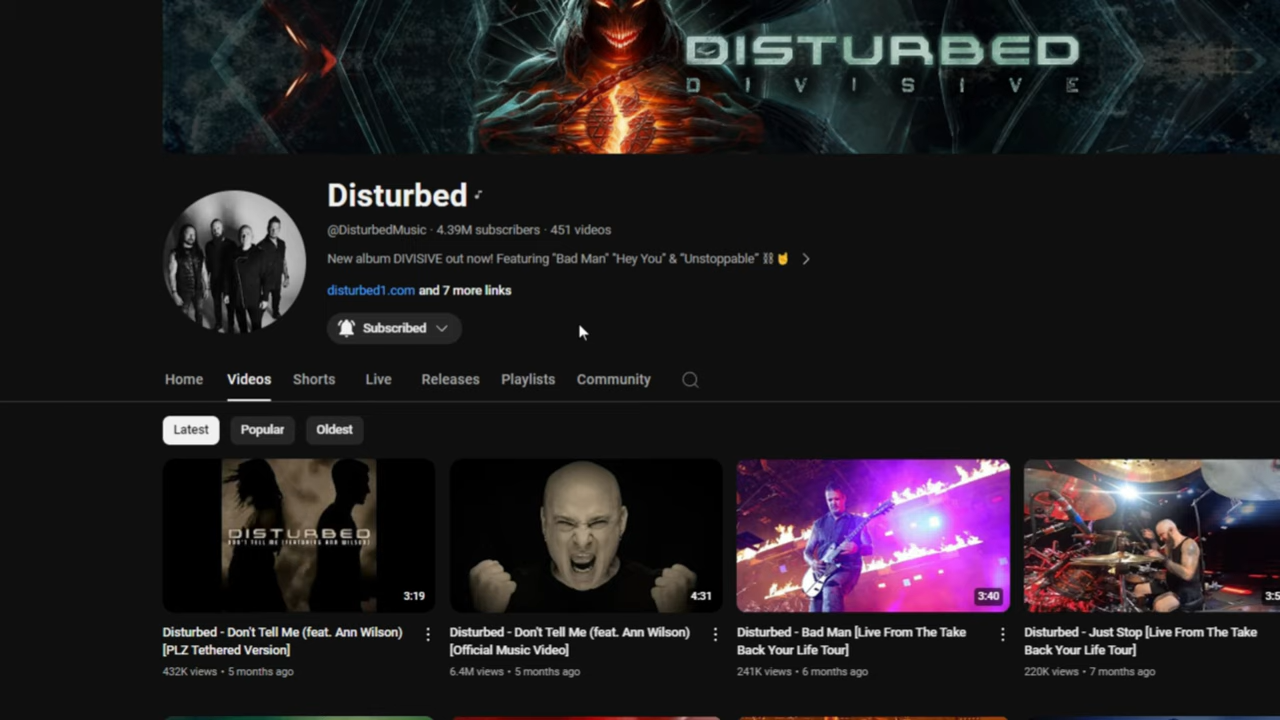 DISTURBED
DIVISIVE
Disturbed
@DisturbedMusic · 4.39M subscribers · 451 videos
New album DIVISIVE out now! Featuring "Bad Man" "Hey You" & "Unstoppable" ⛓️🤘
disturbed1.com and 7 more links
Subscribed
Home Videos Shorts Live Releases Playlists Community
Latest Popular Oldest
DISTURBED
DON'T TELL ME (FEATURING ANN WILSON)
3:19 4:31 3:40
Disturbed - Don't Tell Me (feat. Ann Wilson)
[PLZ Tethered Version]
432K views • 5 months ago
Disturbed - Don't Tell Me (feat. Ann Wilson)
[Official Music Video]
6.4M views • 5 months ago
Disturbed - Bad Man [Live From The Take
Back Your Life Tour]
241K views • 6 months ago
Disturbed - Just Stop [Live From The Take
Back Your Life Tour]
220K views • 7 months ago